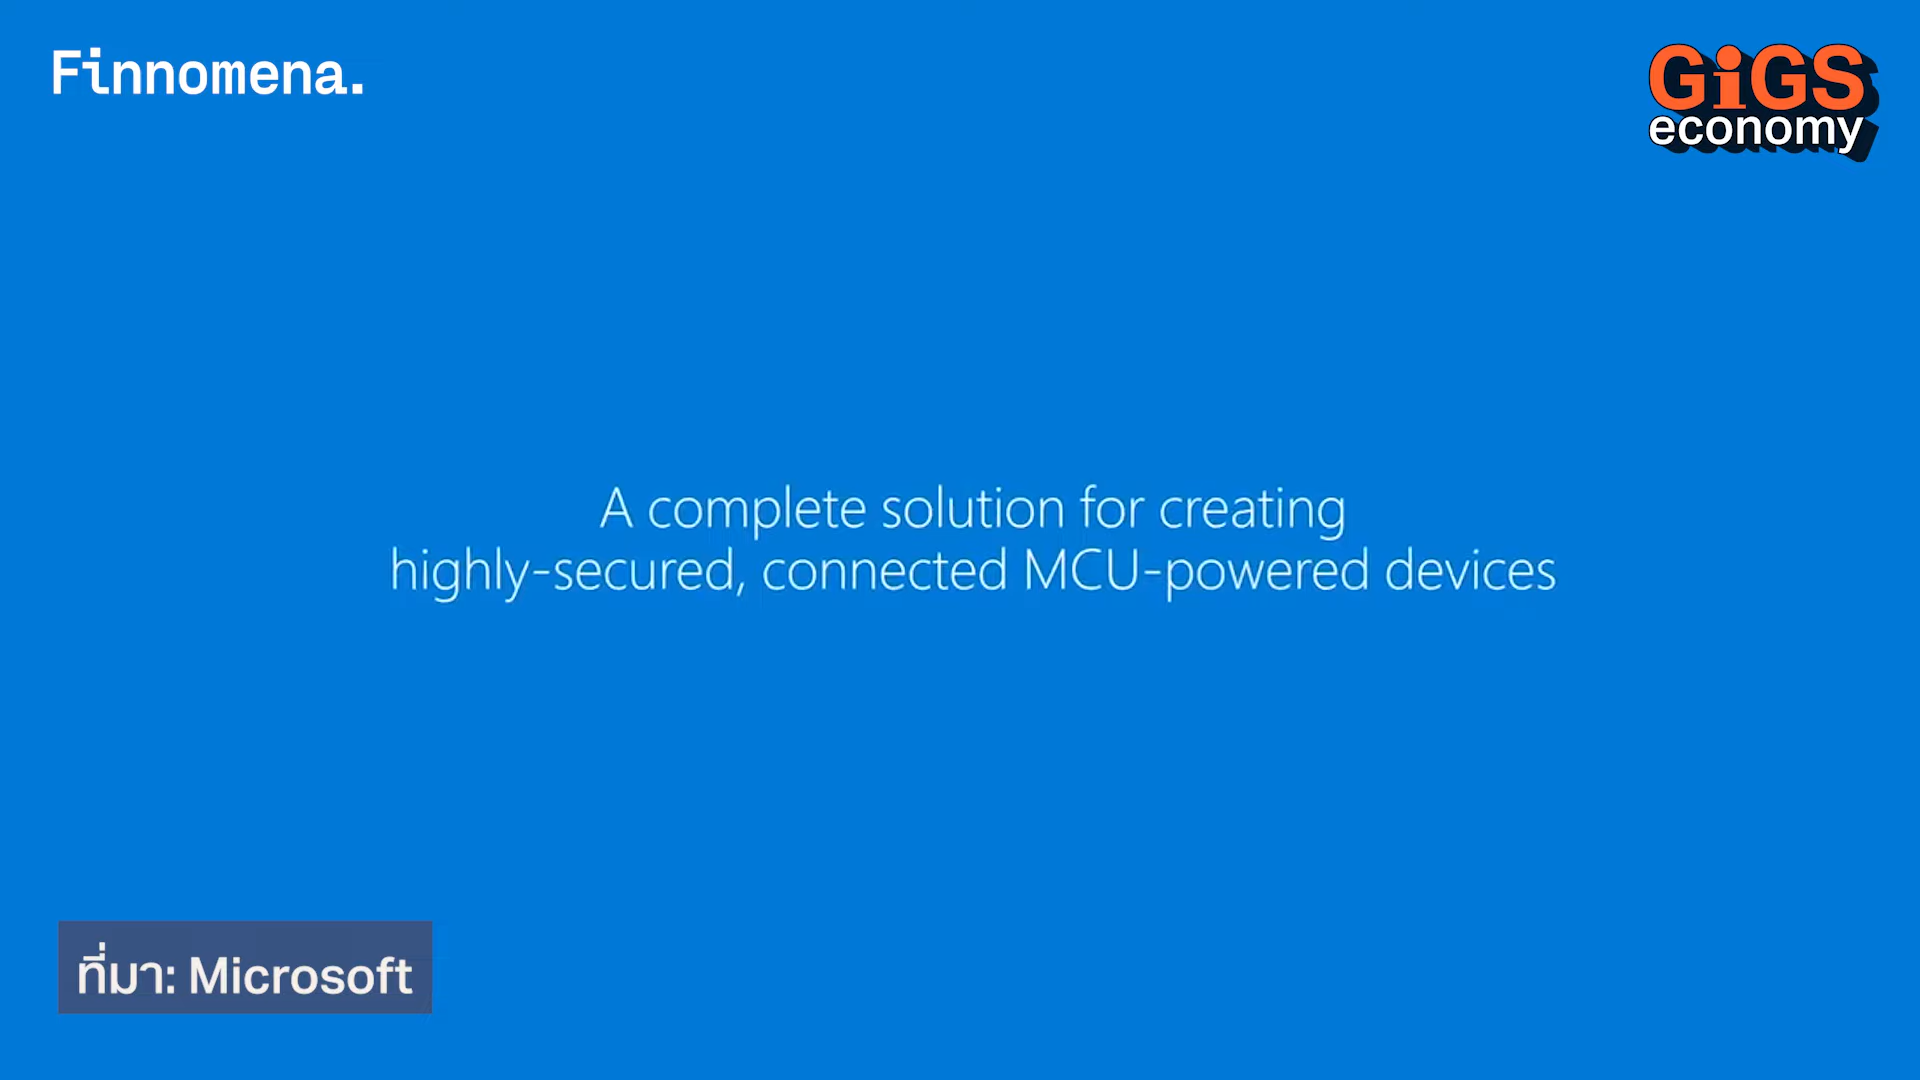 Finnomena.
GiGS
economy
A complete solution for creating
highly-secured, connected MCU-powered devices
ที่มา: Microsoft